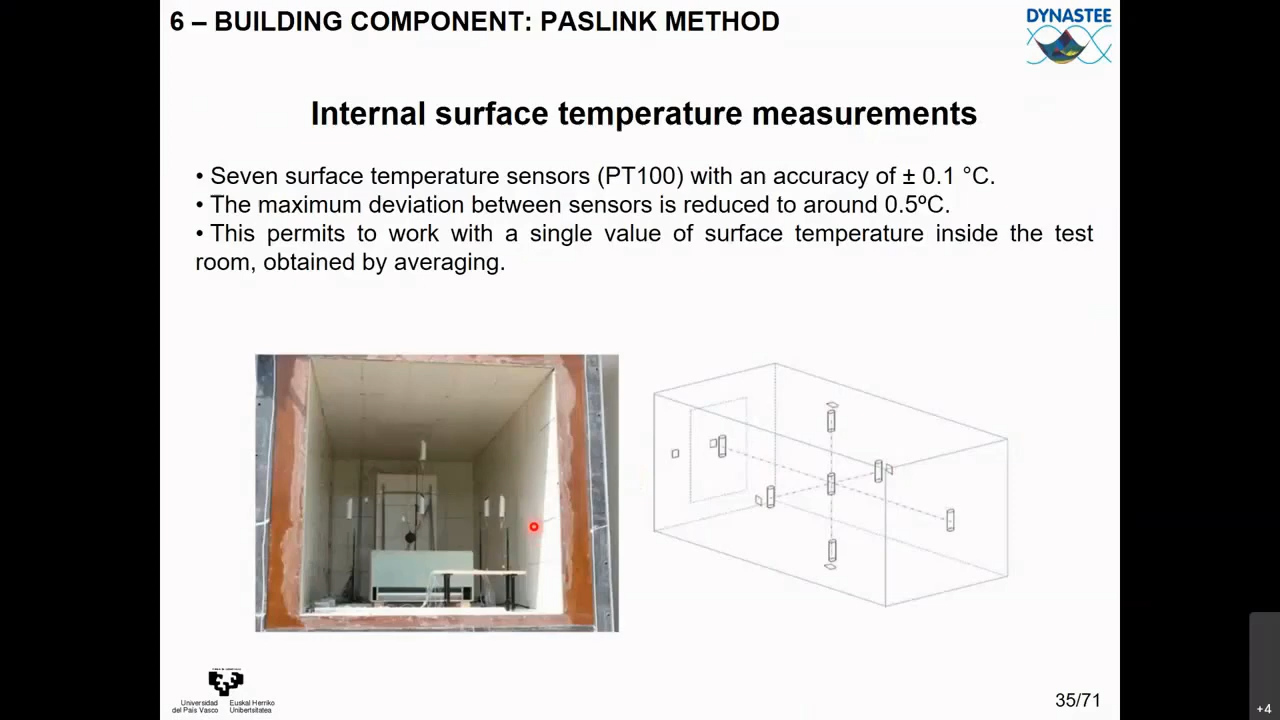 6 – BUILDING COMPONENT: PASLINK METHOD
DYNASTEE
Internal surface temperature measurements
• Seven surface temperature sensors (PT100) with an accuracy of ± 0.1 °C.
• The maximum deviation between sensors is reduced to around 0.5ºC.
• This permits to work with a single value of surface temperature inside the test
room, obtained by averaging.
Universidad Euskal Herriko
del País Vasco Unibertsitatea
35/71
+4